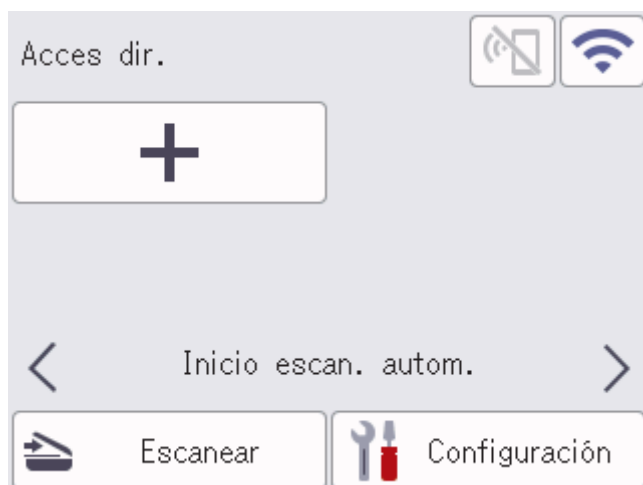 Acces dir.
Inicio escan. autom.
Escanear
Configuración